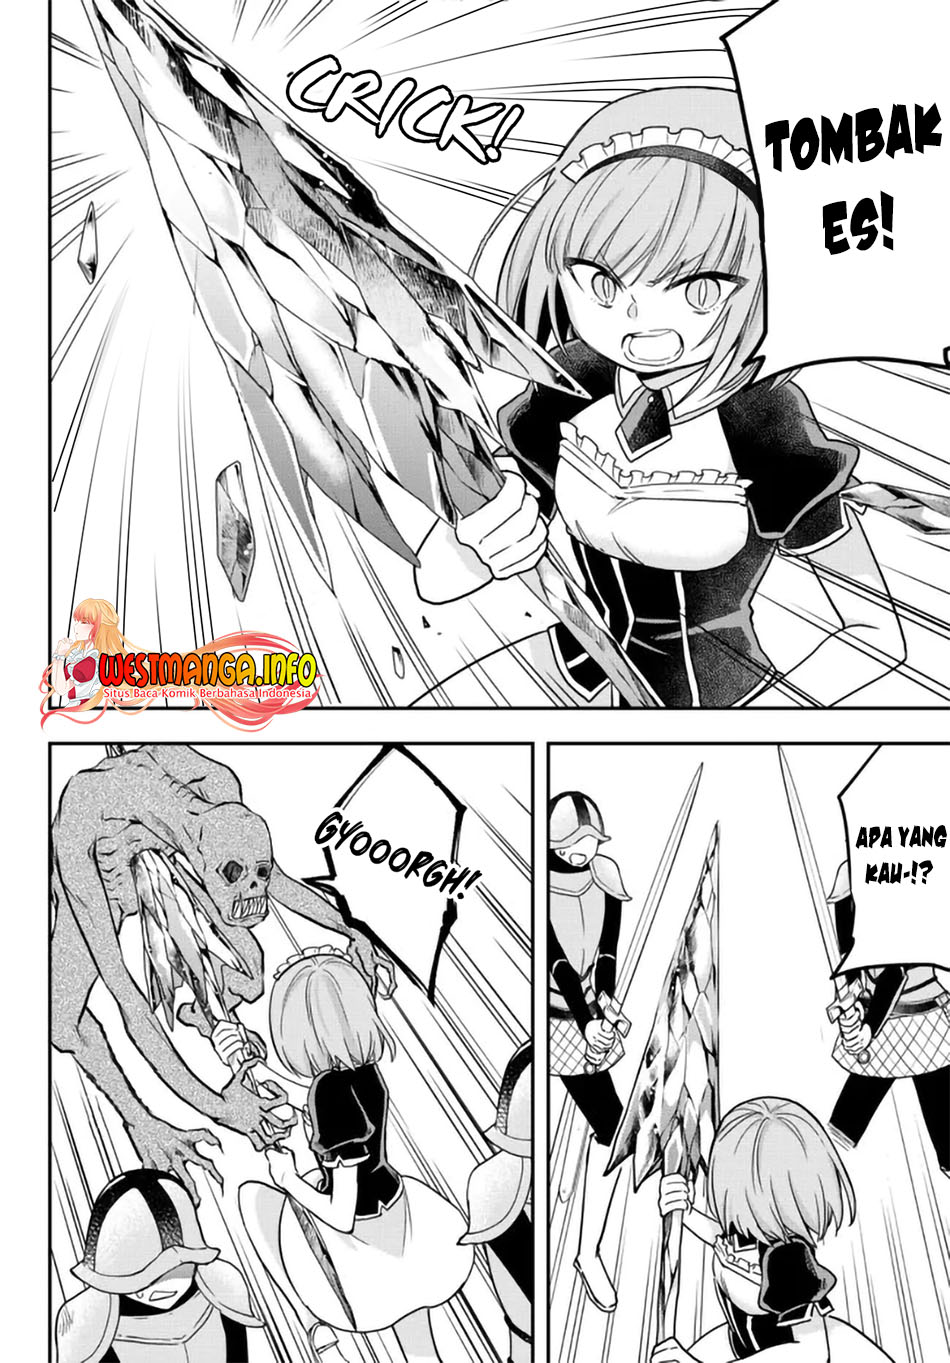 CRICK!
TOMBAK
ES!
WESTMANGA.INFO
Situs Baca Komik Berbahasa Indonesia
GYOOORGH!
APA YANG
KAU-!?